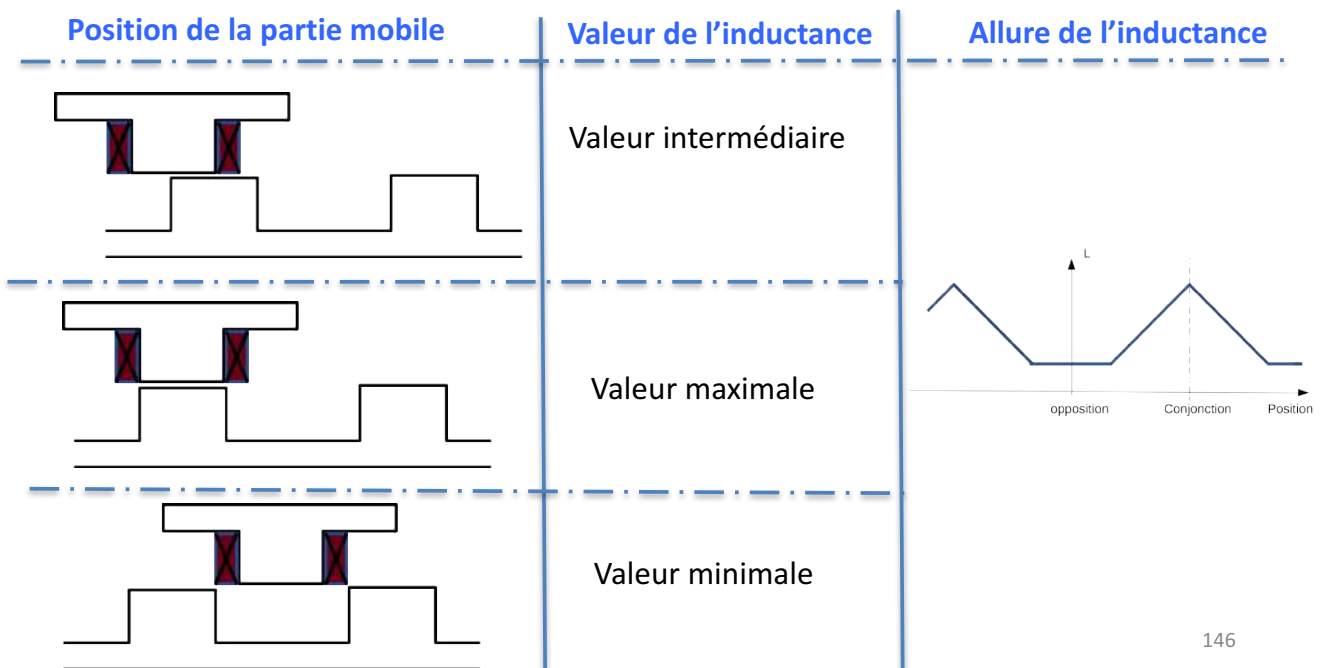 Position de la partie mobile
Valeur de l’inductance
Allure de l’inductance
Valeur intermédiaire
L
Valeur maximale
opposition
Conjonction
Position
Valeur minimale
146